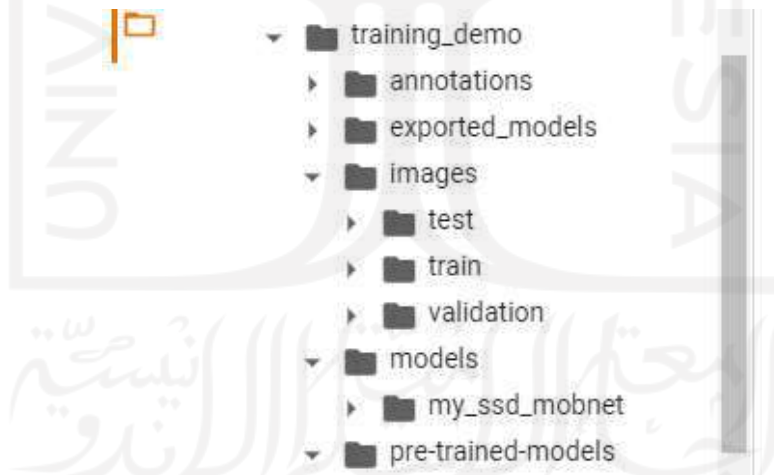 training_demo
annotations
exported_models
images
test
train
validation
models
my_ssd_mobnet
pre-trained-models